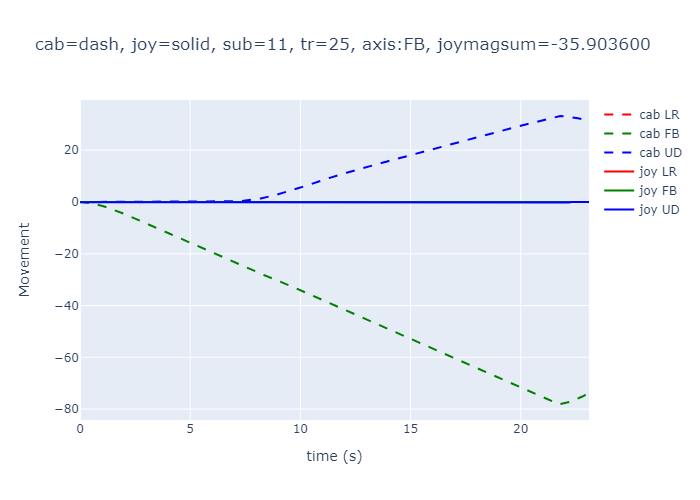 cab=dash, joy=solid, sub=11, tr=25, axis:FB, joymagsum=-35.903600
cab LR
cab FB
cab UD
joy LR
joy FB
joy UD
Movement
20
0
−20
−40
−60
−80
0 5 10 15 20
time (s)